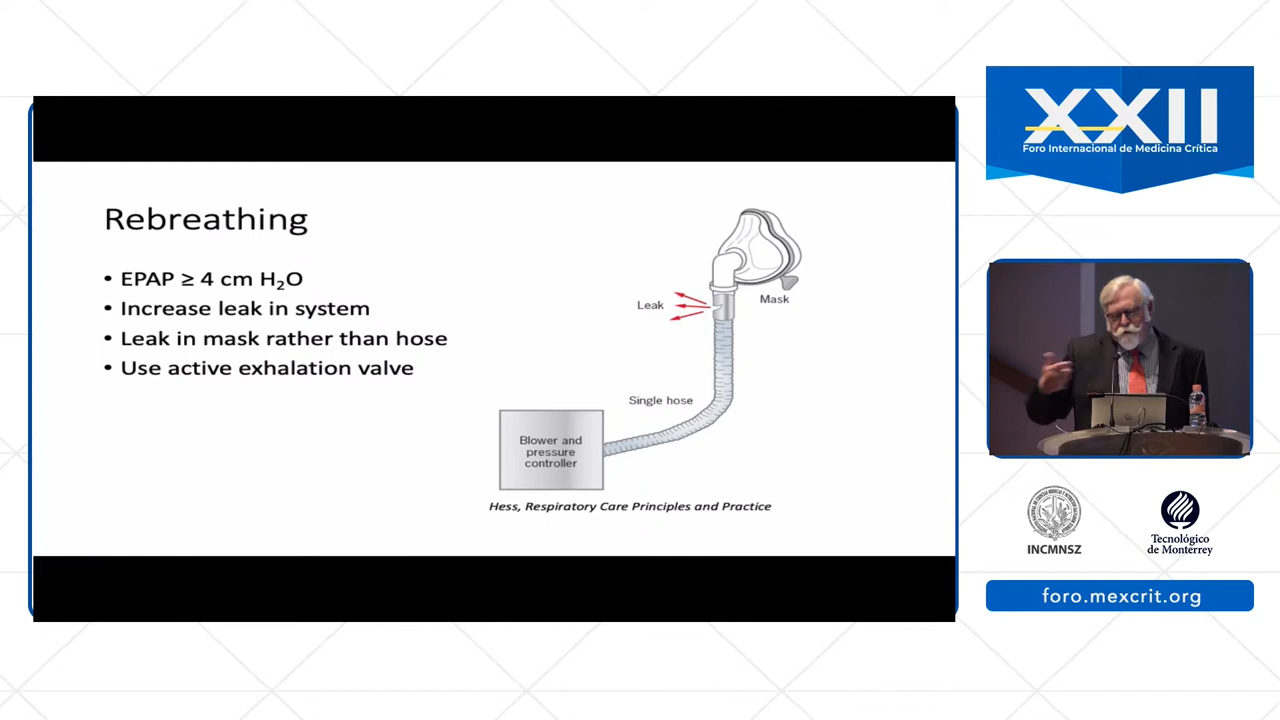 Rebreathing
• EPAP ≥ 4 cm H₂O
• Increase leak in system
• Leak in mask rather than hose
• Use active exhalation valve
Leak
Mask
Single hose
Blower and
pressure
controller
Hess, Respiratory Care Principles and Practice
XXII
Foro Internacional de Medicina Crítica
INCMNSZ
Tecnológico
de Monterrey
foro.mexcrit.org